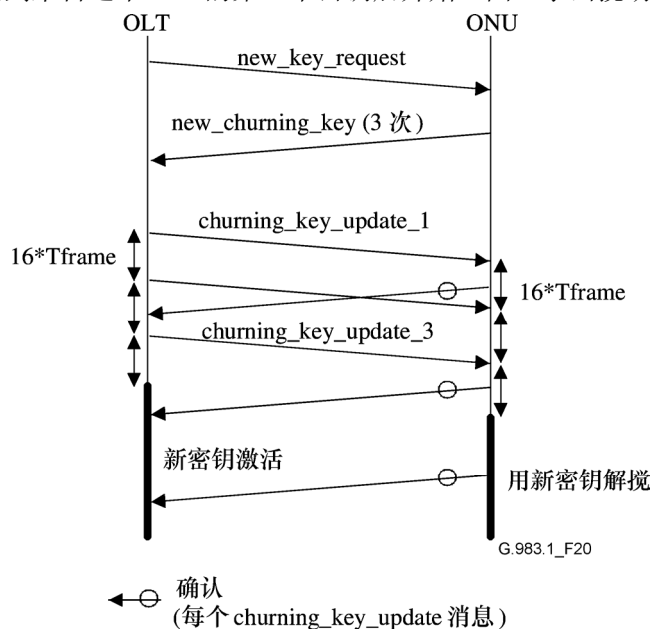 OLT ONU
new_key_request
new_churning_key (3 次)
churning_key_update_1
16*Tframe
16*Tframe
churning_key_update_3
新密钥激活
用新密钥解搅
G.983.1_F20
确认
(每个 churning_key_update 消息)